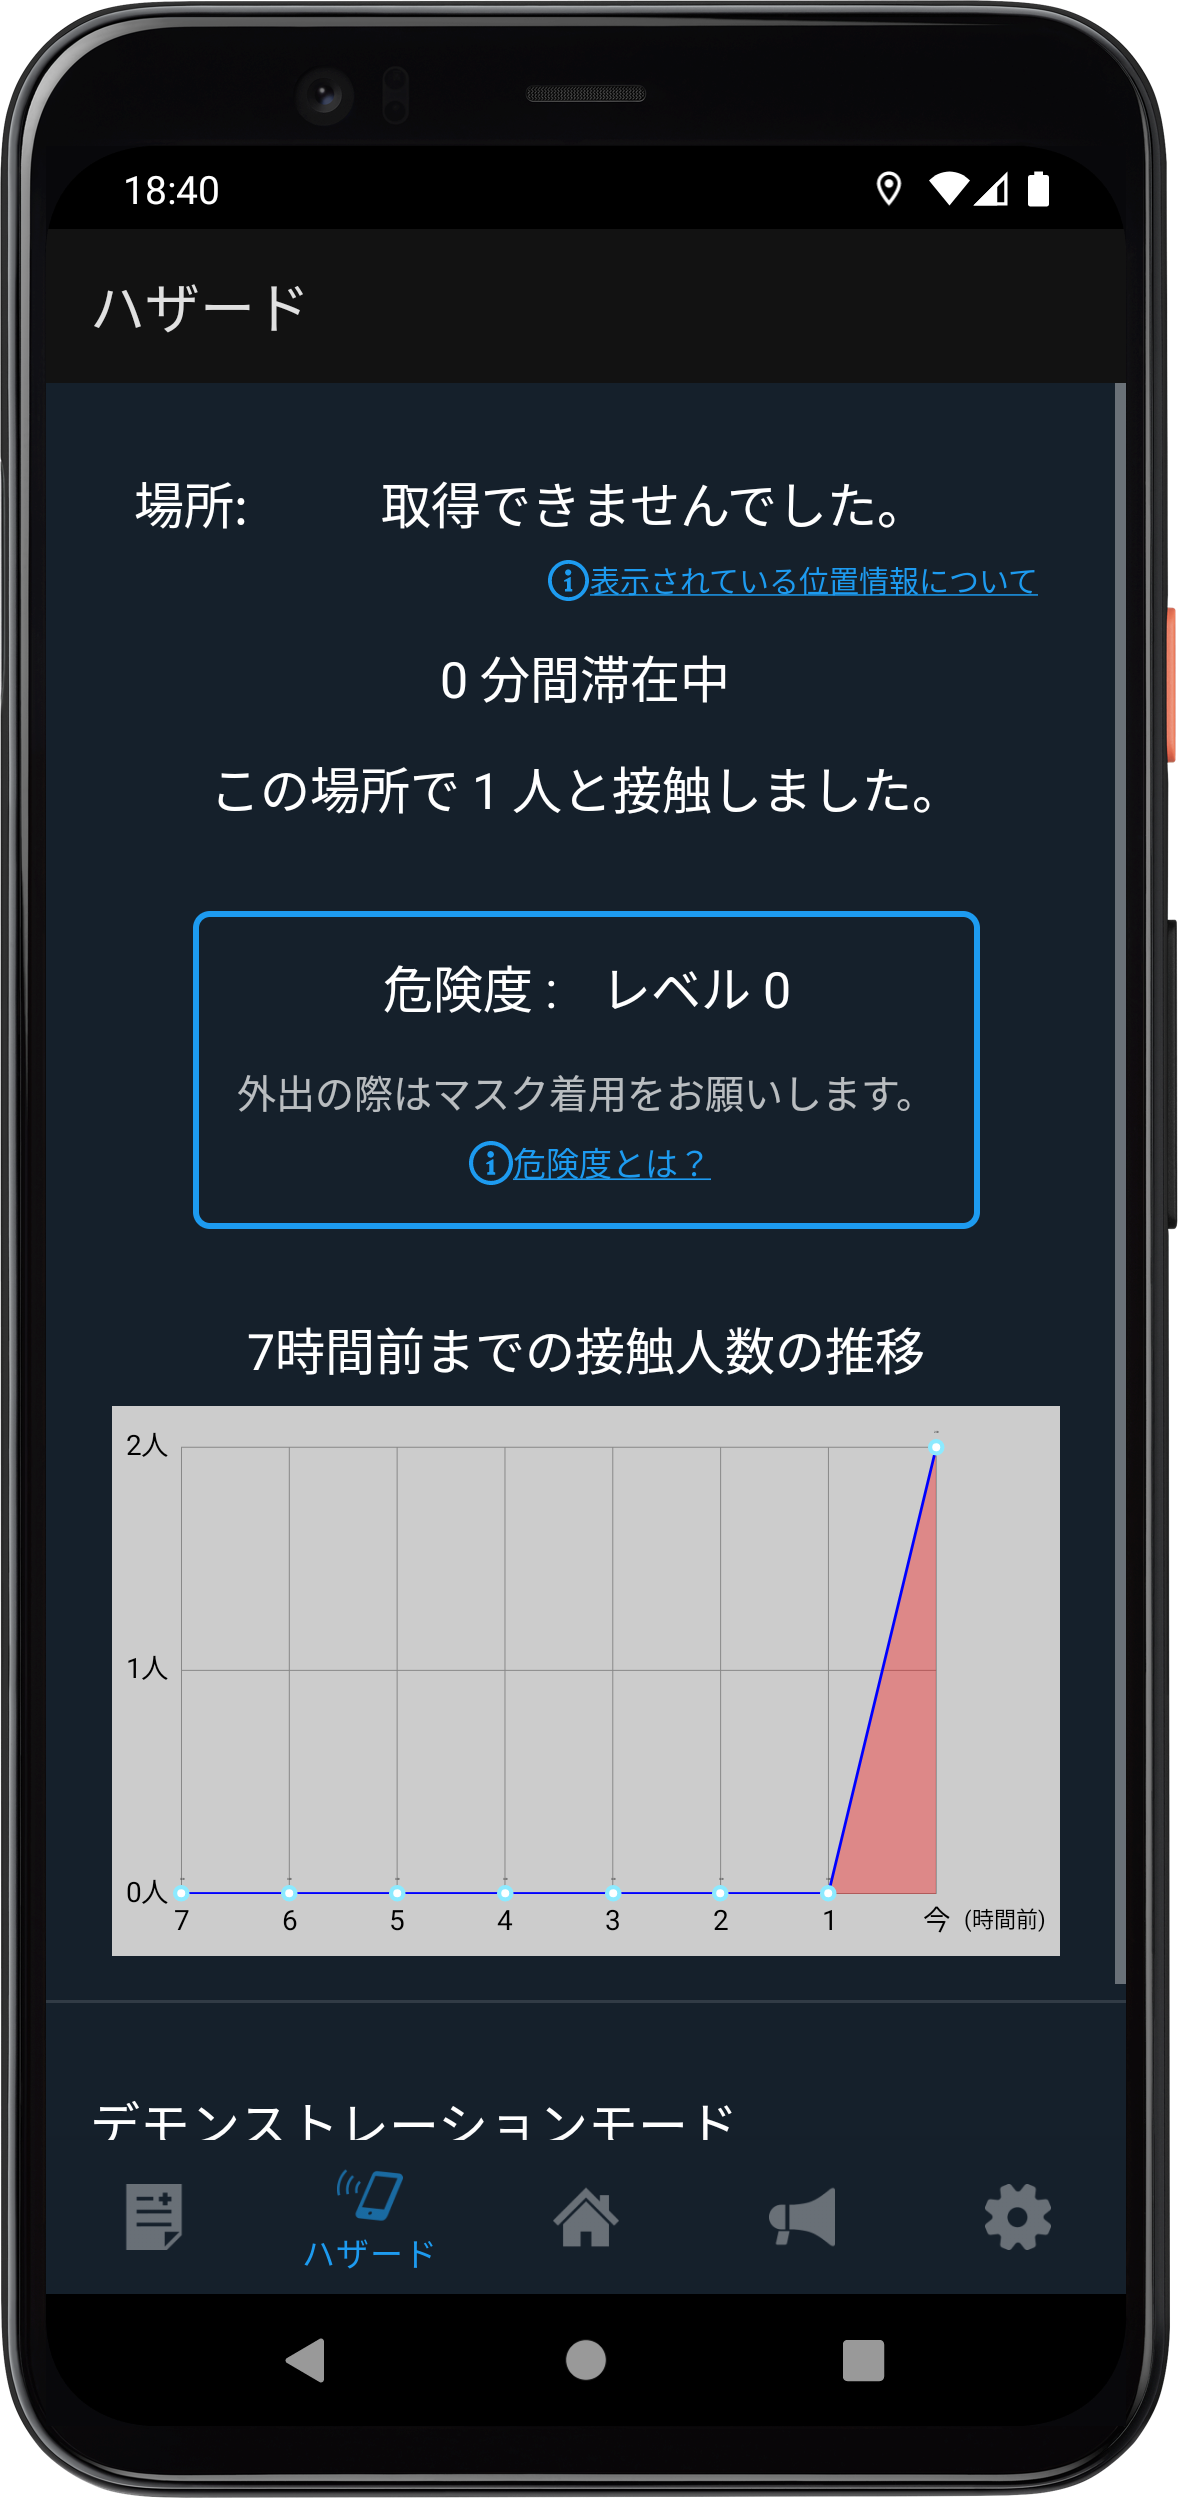 18:40
ハザード
場所: 取得できませんでした。
表示されている位置情報について
0 分間滞在中
この場所で 1 人と接触しました。
危険度 : レベル 0
外出の際はマスク着用をお願いします。
危険度とは？
7時間前までの接触人数の推移
2人
1人
0人
7 6 5 4 3 2 1 今 (時間前)
デモンストレーションモード
ハザード